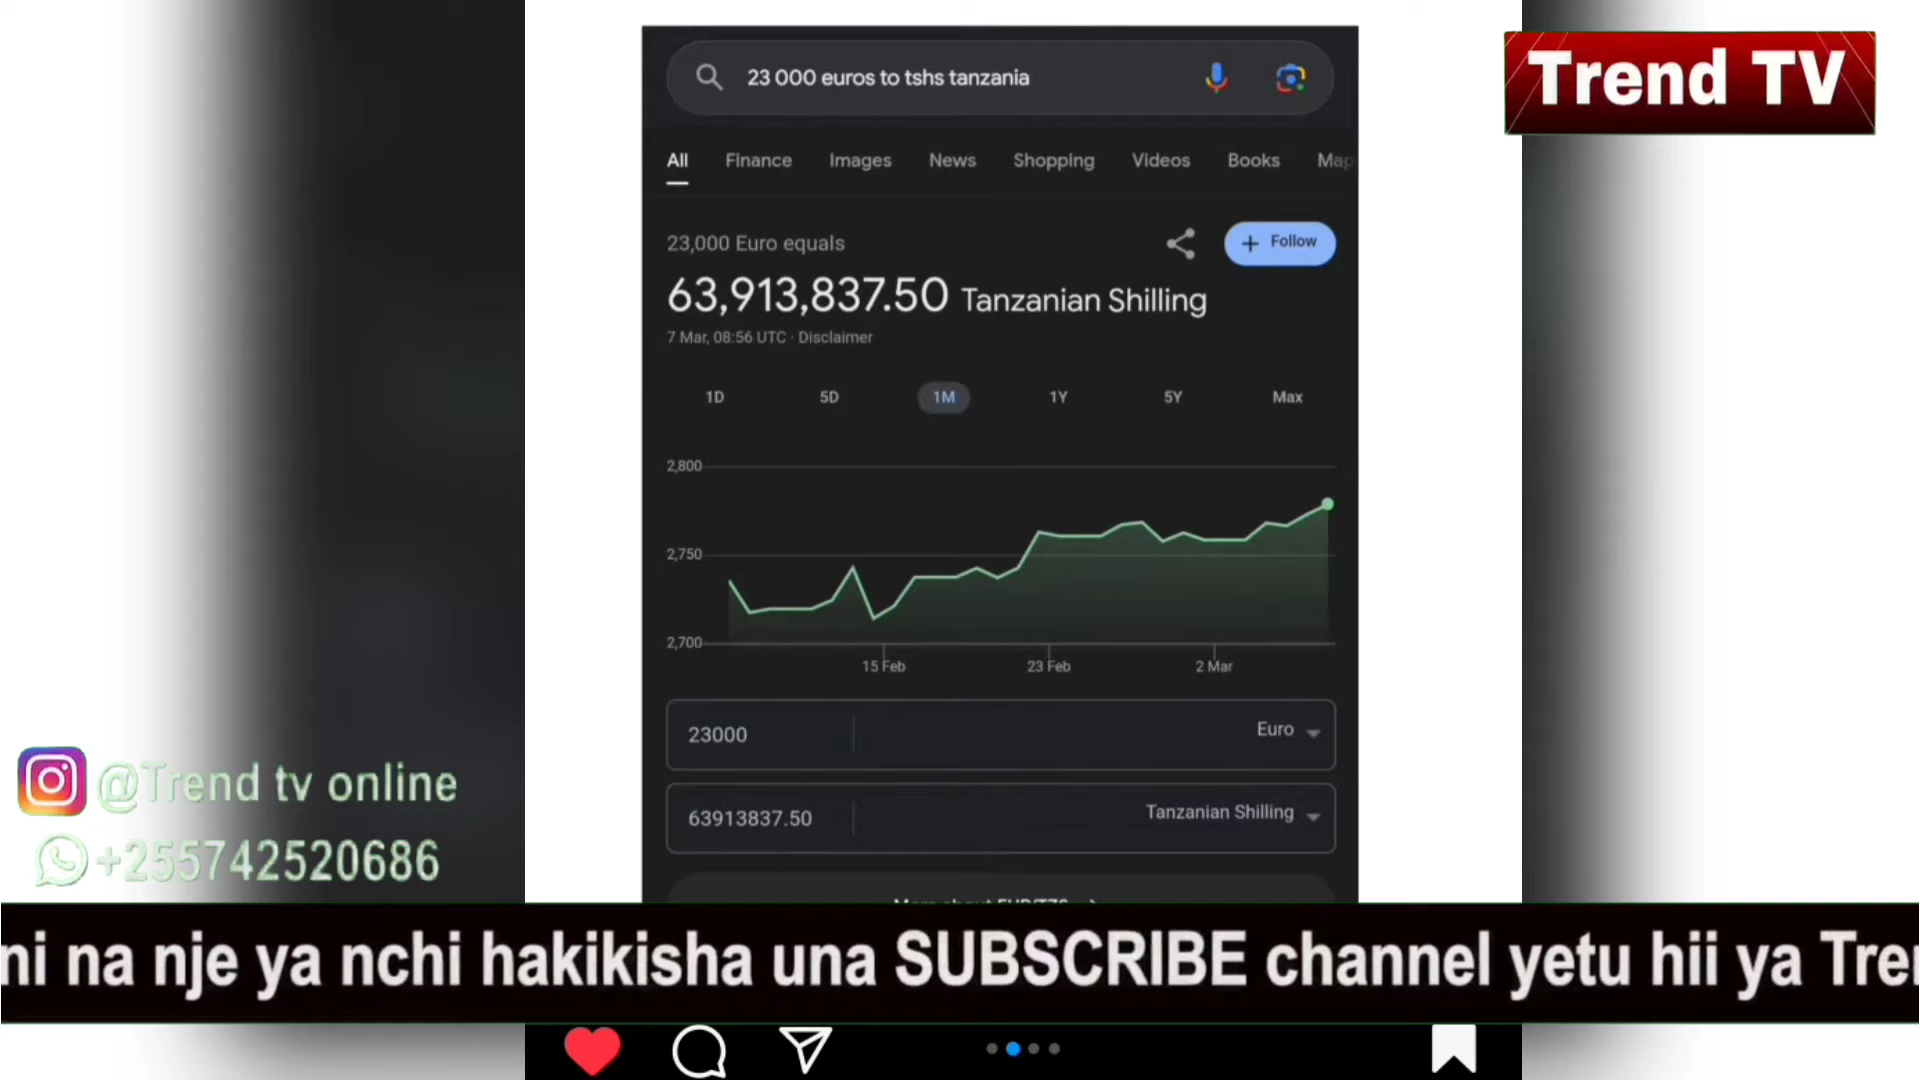 Trend TV
23 000 euros to tshs tanzania
All Finance Images News Shopping Videos Books Map
23,000 Euro equals
+ Follow
63,913,837.50 Tanzanian Shilling
7 Mar, 08:56 UTC · Disclaimer
1D 5D 1M 1Y 5Y Max
2,800
2,750
2,700
15 Feb 23 Feb 2 Mar
23000 Euro
63913837.50 Tanzanian Shilling
@Trend tv online
+255742520686
ni na nje ya nchi hakikisha una SUBSCRIBE channel yetu hii ya Tre